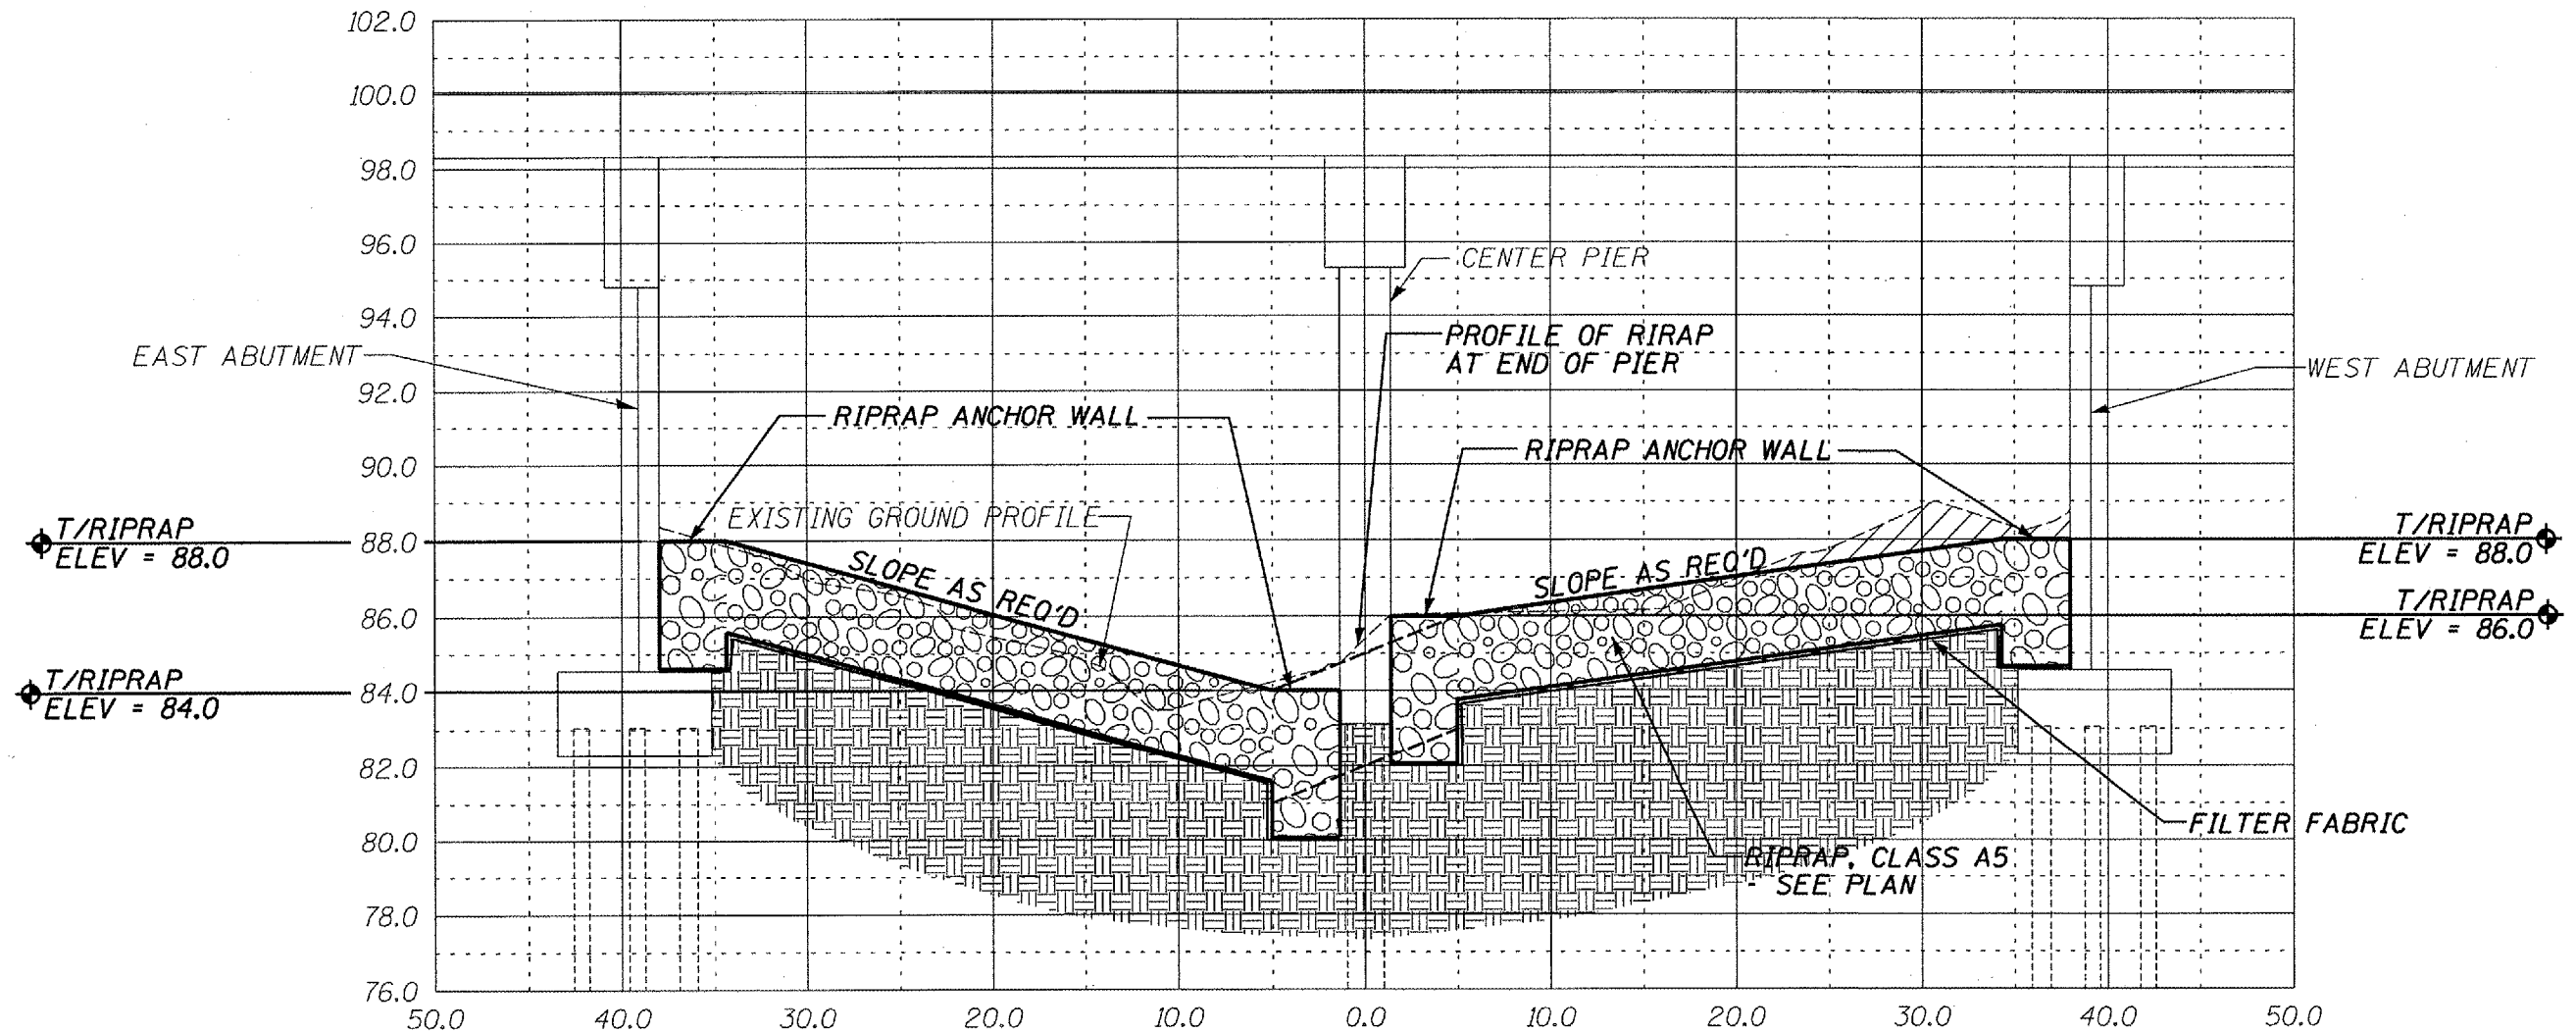 102.0
100.0
98.0
96.0
CENTER PIER
94.0
PROFILE OF RIRAP
AT END OF PIER
EAST ABUTMENT
WEST ABUTMENT
92.0
RIPRAP ANCHOR WALL
RIPRAP ANCHOR WALL
90.0
EXISTING GROUND PROFILE
T/RIPRAP
ELEV = 88.0
88.0
T/RIPRAP
ELEV = 88.0
SLOPE AS REQ'D
SLOPE AS REQ'D
86.0
T/RIPRAP
ELEV = 86.0
T/RIPRAP
ELEV = 84.0
84.0
82.0
80.0
FILTER FABRIC
RIPRAP, CLASS A5
- SEE PLAN
78.0
76.0
50.0 40.0 30.0 20.0 10.0 0.0 10.0 20.0 30.0 40.0 50.0